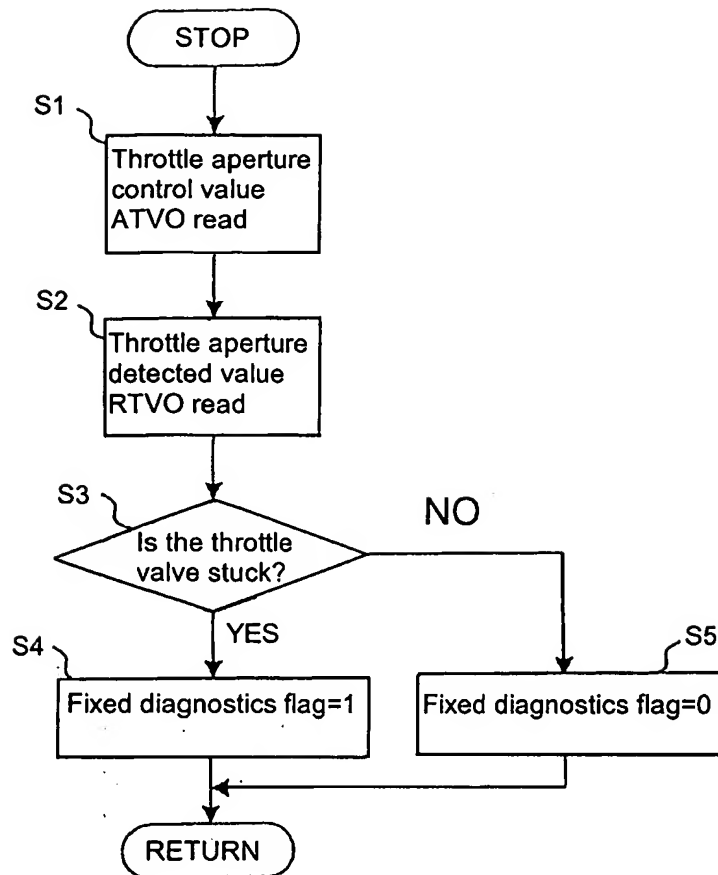 STOP
S1
Throttle aperture
control value
ATVO read
S2
Throttle aperture
detected value
RTVO read
S3
Is the throttle
valve stuck?
NO
YES
S4
Fixed diagnostics flag=1
S5
Fixed diagnostics flag=0
RETURN